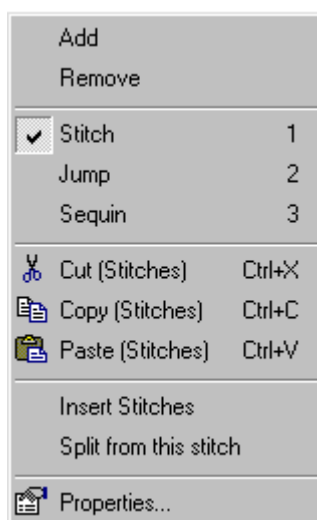 Add
Remove
Stitch 1
Jump 2
Sequin 3
Cut (Stitches) Ctrl+X
Copy (Stitches) Ctrl+C
Paste (Stitches) Ctrl+V
Insert Stitches
Split from this stitch
Properties...